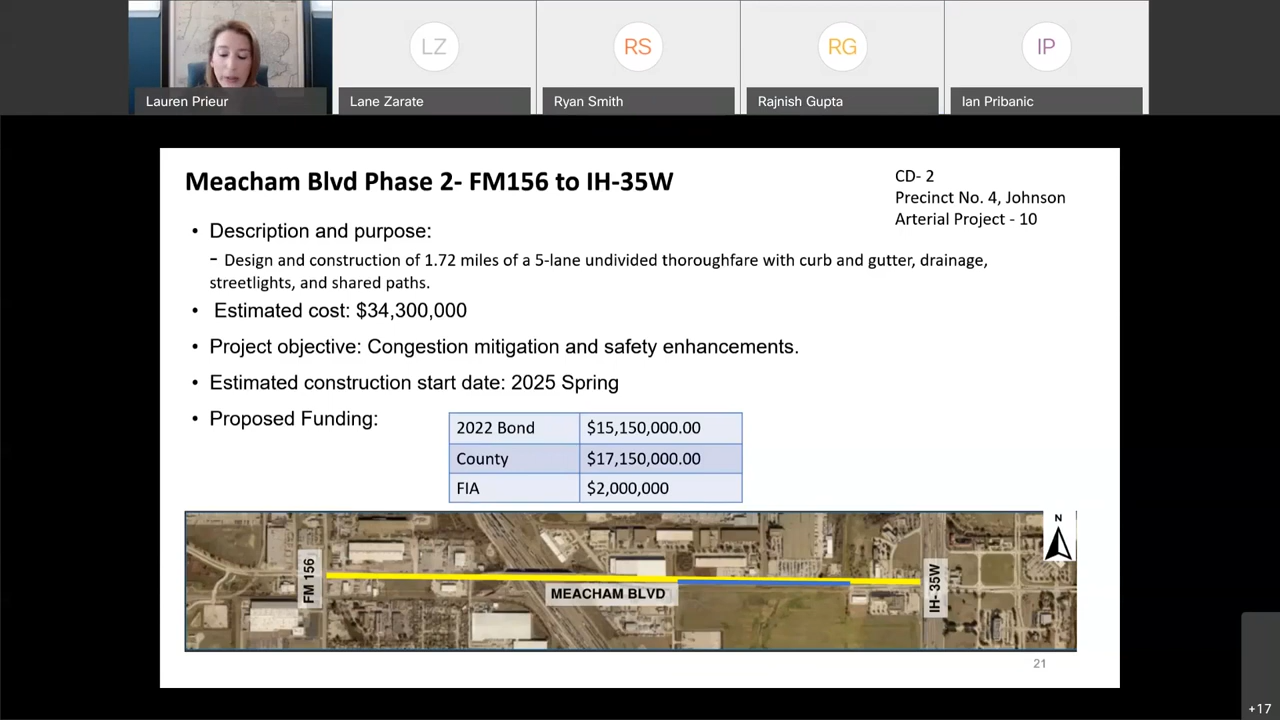 LZ
RS
RG
IP
Lauren Prieur
Lane Zarate
Ryan Smith
Rajnish Gupta
Ian Pribanic
Meacham Blvd Phase 2- FM156 to IH-35W
CD- 2
Precinct No. 4, Johnson
Arterial Project - 10
• Description and purpose:
- Design and construction of 1.72 miles of a 5-lane undivided thoroughfare with curb and gutter, drainage,
streetlights, and shared paths.
• Estimated cost: $34,300,000
• Project objective: Congestion mitigation and safety enhancements.
• Estimated construction start date: 2025 Spring
• Proposed Funding:
2022 Bond $15,150,000.00
County $17,150,000.00
FIA $2,000,000
N
FM 156
MEACHAM BLVD
IH- 35W
21
+17